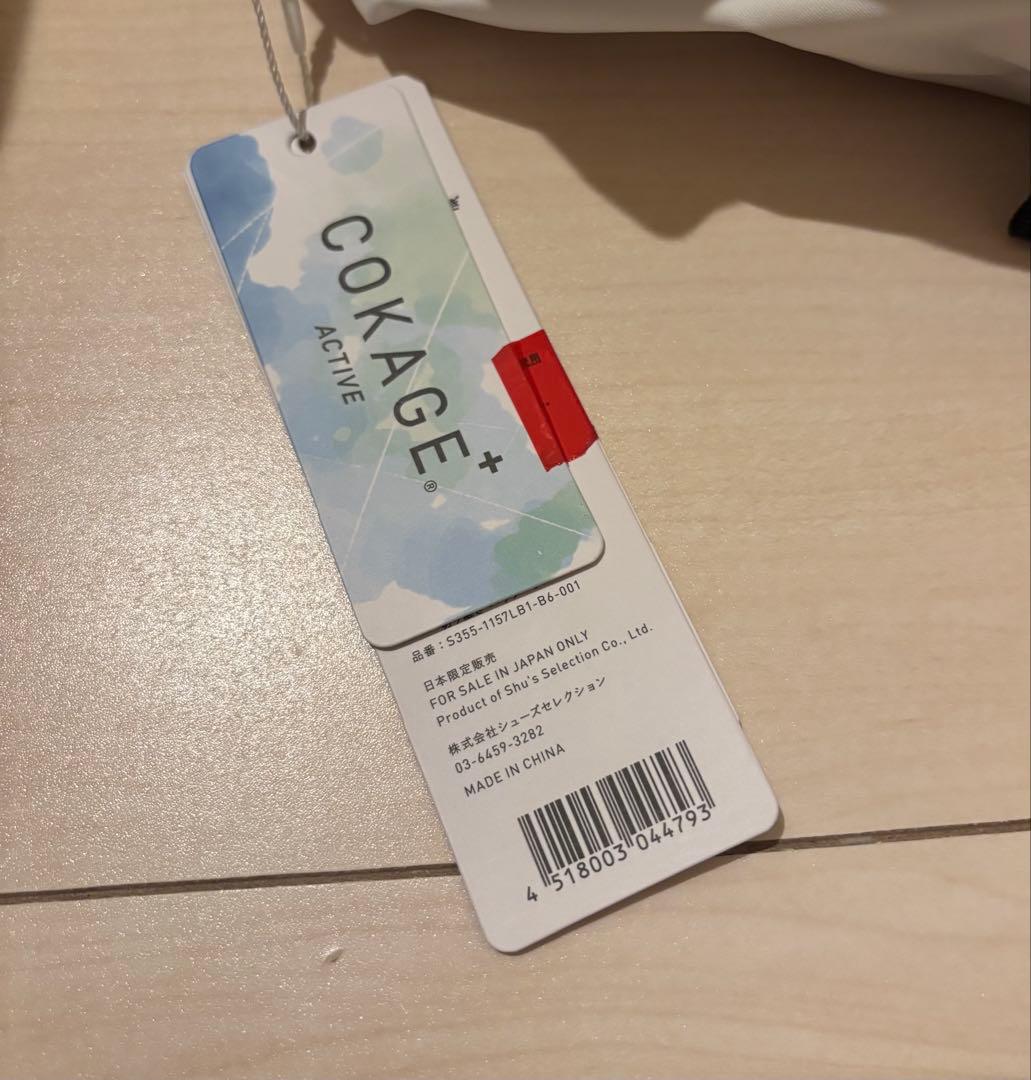 COKAGE+®
ACTIVE
品番：S355-1157LB1-B6-001
日本限定販売
FOR SALE IN JAPAN ONLY
Product of Shu's Selection Co., Ltd.
株式会社シューズセレクション
03-6459-3282
MADE IN CHINA
4 518003 044793